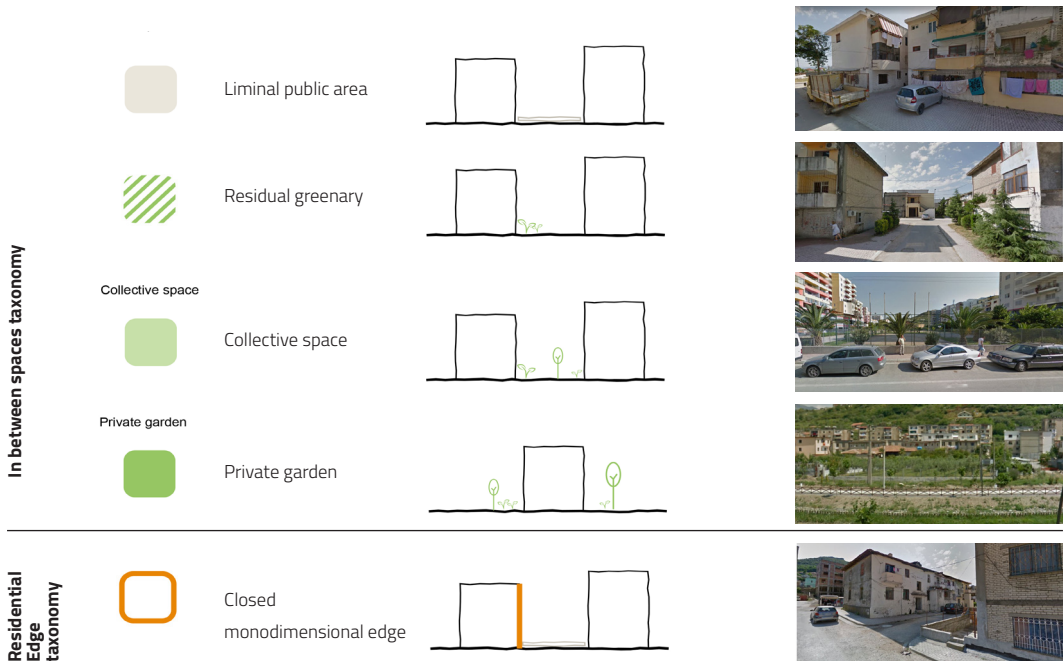 In between spaces taxonomy
Liminal public area
Residual greenary
Collective space
Collective space
Private garden
Private garden
Residential
Edge
taxonomy
Closed
monodimensional edge